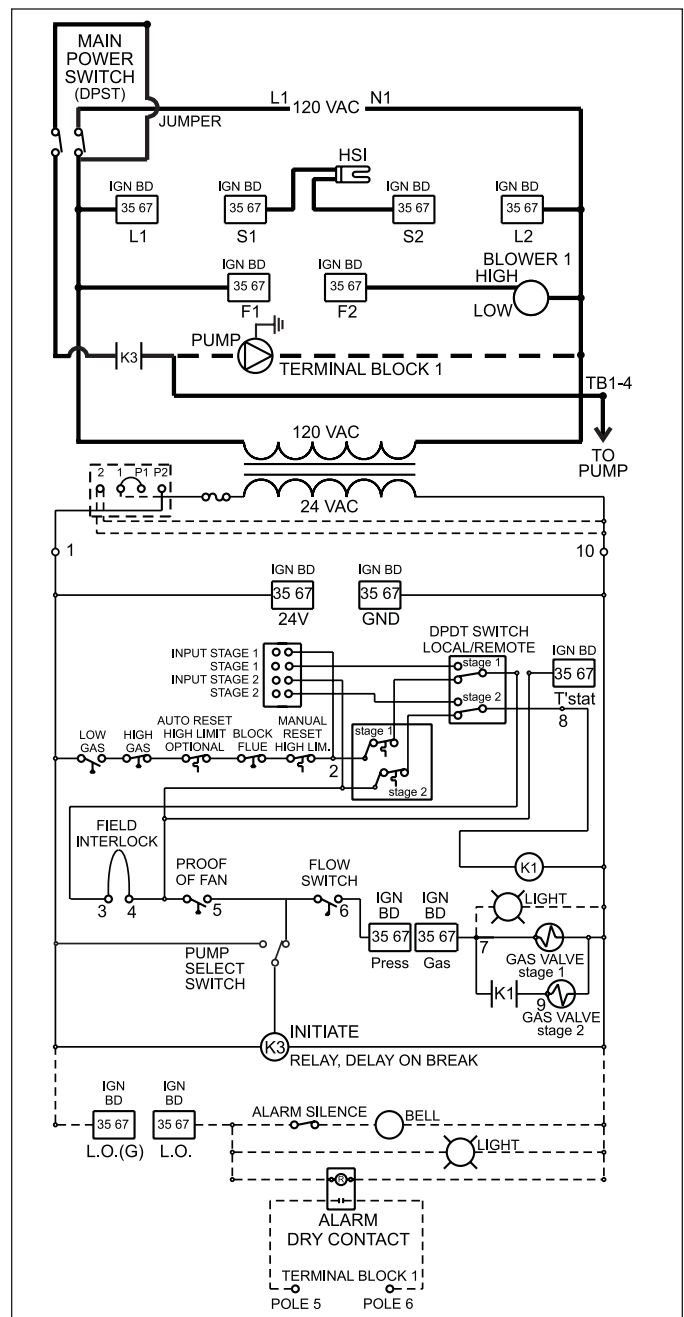 MAIN
POWER
SWITCH
(DPST)
L1 120 VAC N1
JUMPER
HSI
IGN BD IGN BD IGN BD IGN BD
35 67 35 67 35 67 35 67
L1 S1 S2 L2
IGN BD IGN BD BLOWER 1
35 67 35 67 HIGH
F1 F2 LOW
PUMP
K3
TERMINAL BLOCK 1
TB1-4
120 VAC
TO
PUMP
2 1 P1 P2
24 VAC
1 10
IGN BD IGN BD
35 67 35 67
24V GND
DPDT SWITCH
LOCAL/REMOTE
INPUT STAGE 1
STAGE 1
INPUT STAGE 2
STAGE 2
stage 1
stage 2
IGN BD
35 67
T'stat
8
LOW
GAS
HIGH
GAS
AUTO RESET
HIGH LIMIT
OPTIONAL
BLOCK
FLUE
MANUAL
RESET
HIGH LIM.
2
stage 1
stage 2
FIELD
INTERLOCK
3 4
PROOF
OF FAN
5
FLOW
SWITCH
6
K1
LIGHT
IGN
BD
35 67
Press
IGN
BD
35 67
Gas
7
GAS VALVE
stage 1
K1
9
GAS VALVE
stage 2
PUMP
SELECT
SWITCH
K3
INITIATE
RELAY, DELAY ON BREAK
IGN
BD
35 67
L.O.(G)
IGN
BD
35 67
L.O.
ALARM SILENCE
BELL
LIGHT
R
ALARM
DRY CONTACT
TERMINAL BLOCK 1
POLE 5 POLE 6